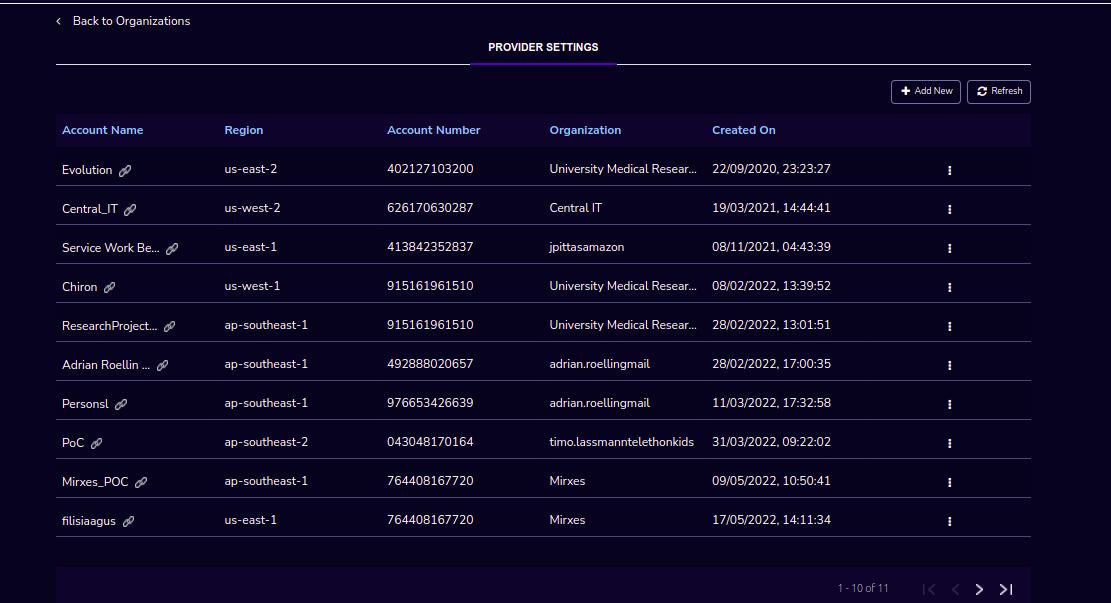 Back to Organizations
PROVIDER SETTINGS
Add New Refresh
Account Name Region Account Number Organization Created On
Evolution us-east-2 402127103200 University Medical Resear... 22/09/2020, 23:23:27
Central_IT us-west-2 626170630287 Central IT 19/03/2021, 14:44:41
Service Work Be... us-east-1 413842352837 jpittasamazon 08/11/2021, 04:43:39
Chiron us-west-1 915161961510 University Medical Resear... 08/02/2022, 13:39:52
ResearchProject... ap-southeast-1 915161961510 University Medical Resear... 28/02/2022, 13:01:51
Adrian Roellin ... ap-southeast-1 492888020657 adrian.roellingmail 28/02/2022, 17:00:35
Personsl ap-southeast-1 976653426639 adrian.roellingmail 11/03/2022, 17:32:58
PoC ap-southeast-2 043048170164 timo.lassmanntelethonkids 31/03/2022, 09:22:02
Mirxes_POC ap-southeast-1 764408167720 Mirxes 09/05/2022, 10:50:41
filisiaagus us-east-1 764408167720 Mirxes 17/05/2022, 14:11:34
1 - 10 of 11